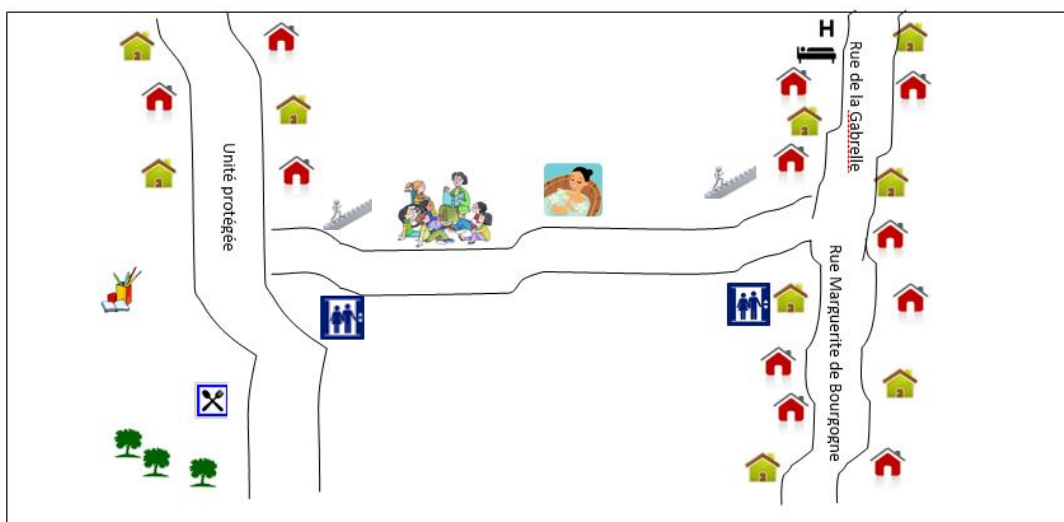 Unité protégée
H
Rue de la Gabrelle
Rue Marguerite de Bourgogne